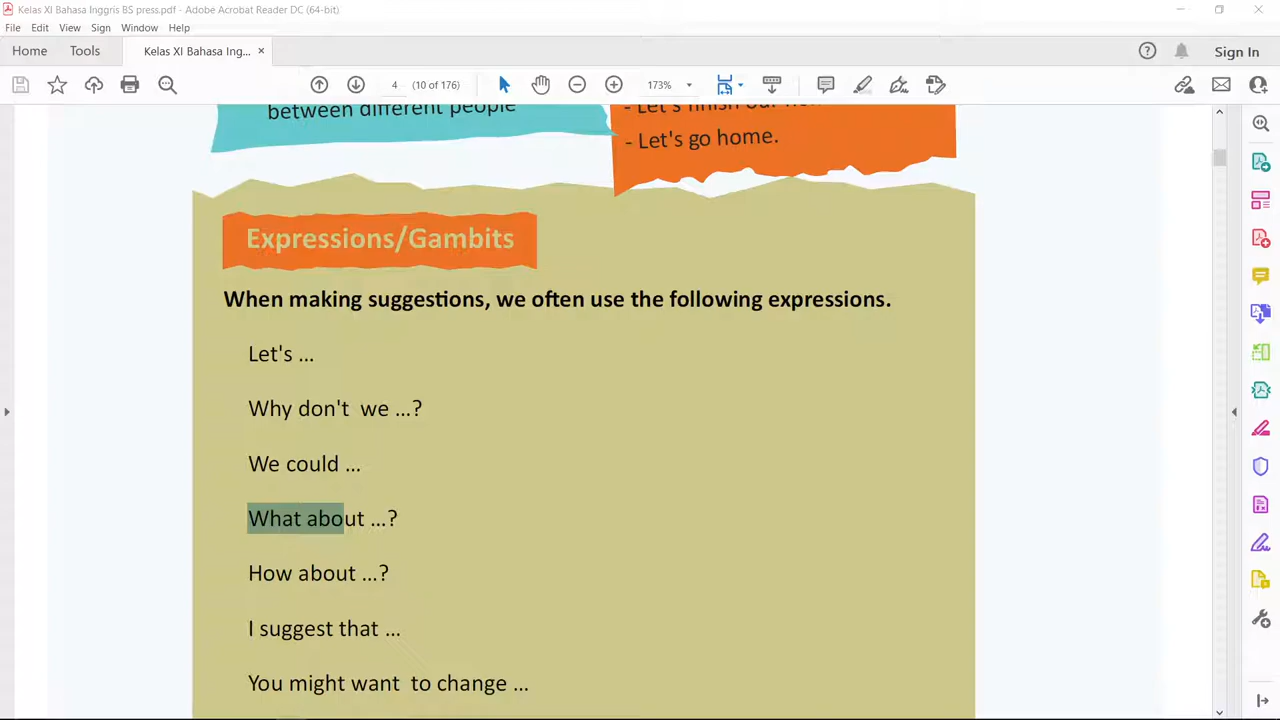 Kelas XI Bahasa Inggris BS press.pdf - Adobe Acrobat Reader DC (64-bit)
File Edit View Sign Window Help
Home Tools Kelas XI Bahasa Ing... × Sign In
4 (10 of 176) 173%
between different people
- Let's finish our
- Let's go home.
Expressions/Gambits
When making suggestions, we often use the following expressions.
Let's ...
Why don't we ...?
We could ...
What about ...?
How about ...?
I suggest that ...
You might want to change ...